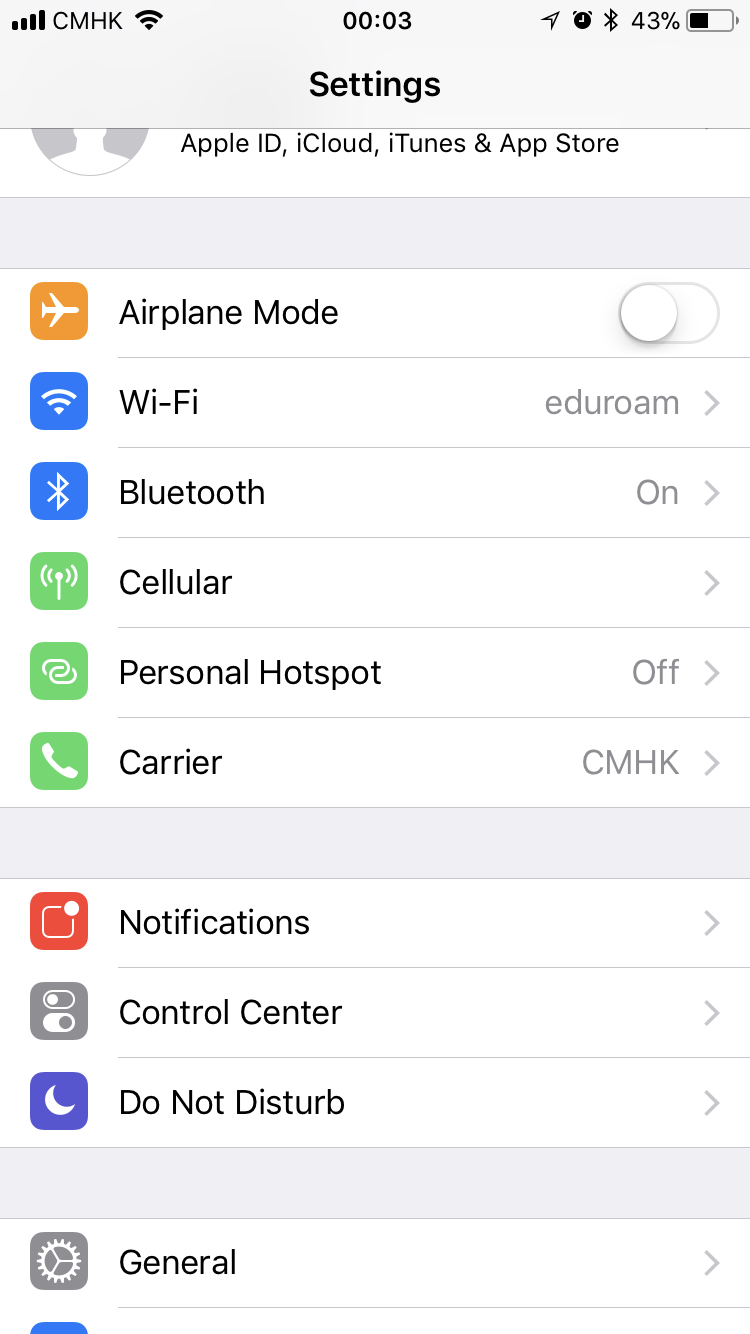 CMHK 00:03 43%
Settings
Apple ID, iCloud, iTunes & App Store
Airplane Mode
Wi-Fi eduroam
Bluetooth On
Cellular
Personal Hotspot Off
Carrier CMHK
Notifications
Control Center
Do Not Disturb
General